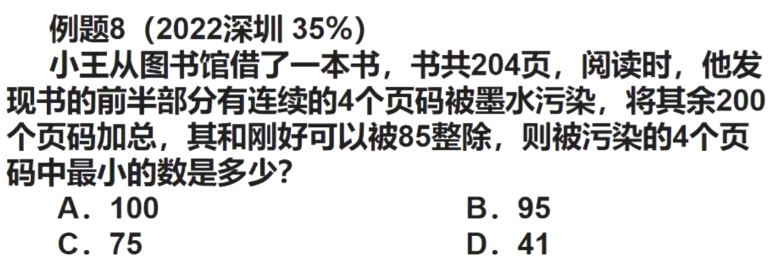 例题8（2022深圳 35%）
小王从图书馆借了一本书，书共204页，阅读时，他发
现书的前半部分有连续的4个页码被墨水污染，将其余200
个页码加总，其和刚好可以被85整除，则被污染的4个页
码中最小的数是多少？
A．100 B．95
C．75 D．41